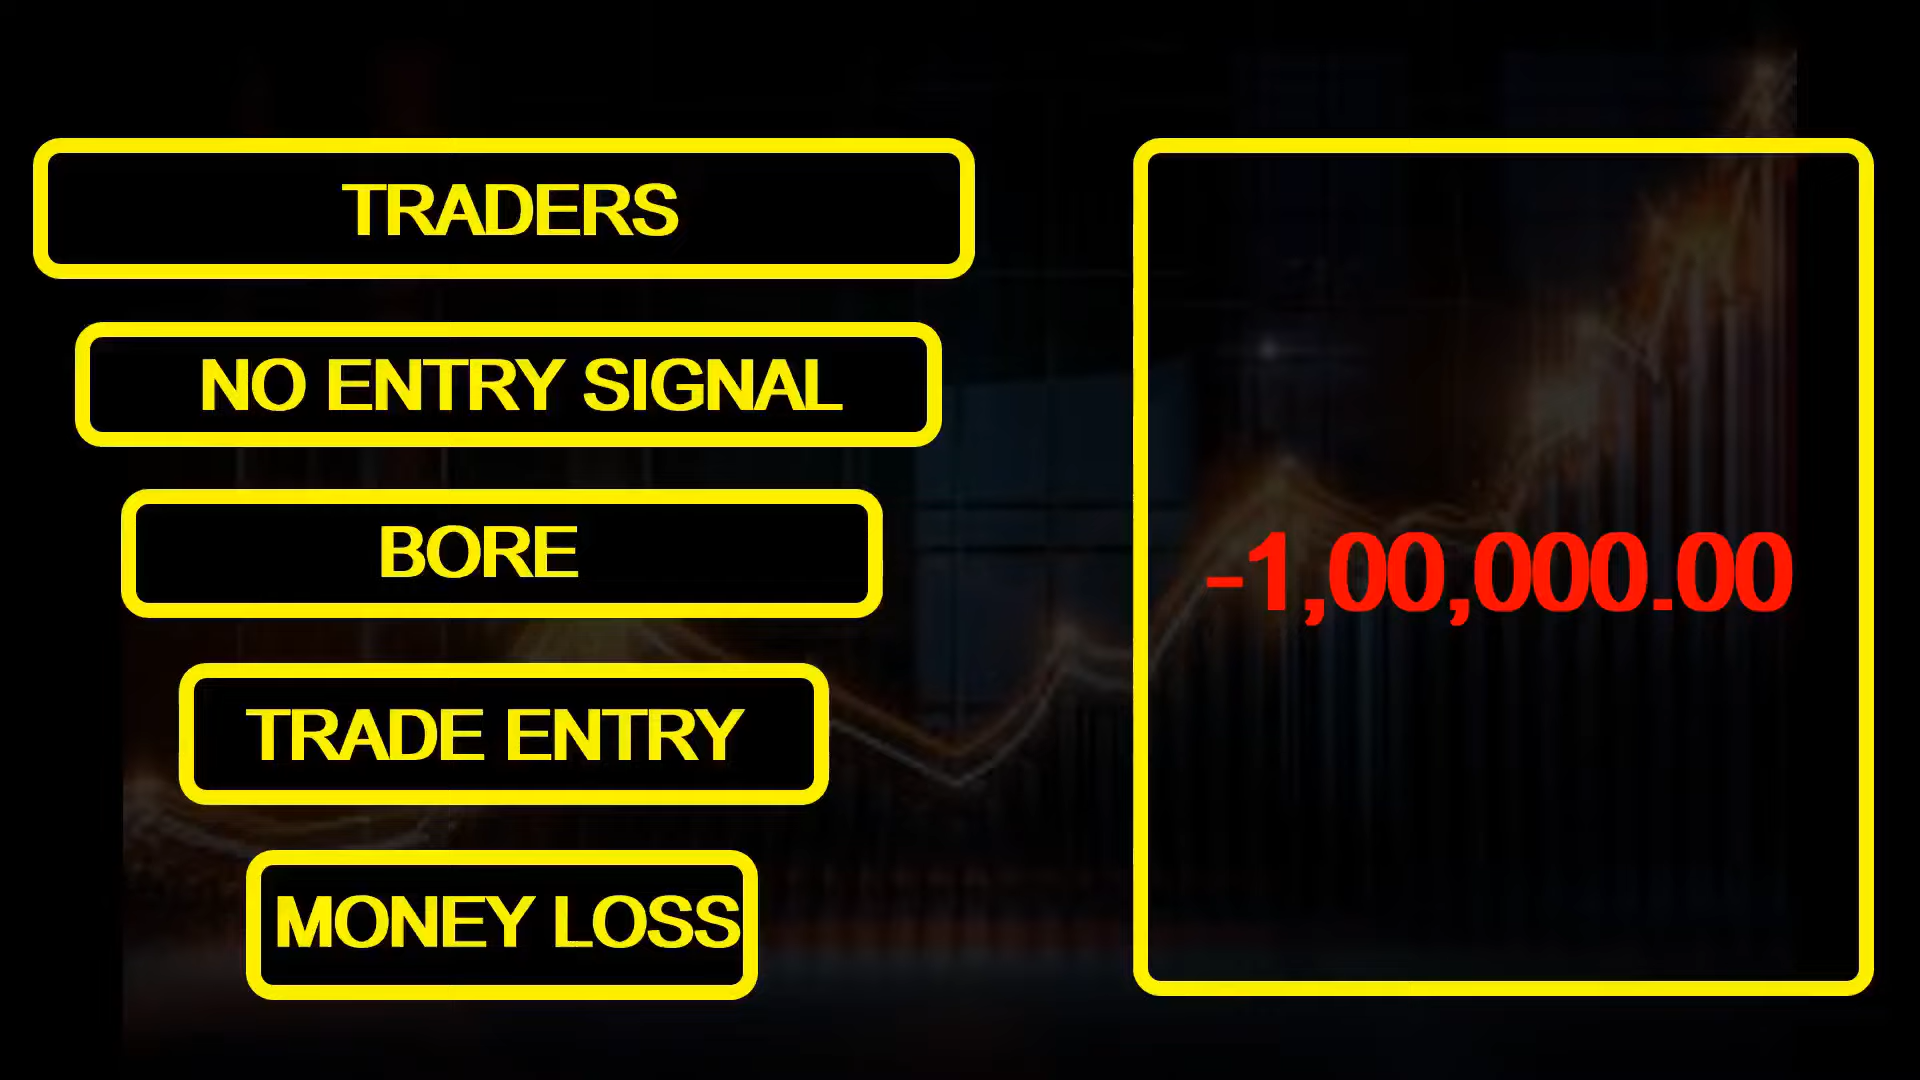 TRADERS
NO ENTRY SIGNAL
BORE
TRADE ENTRY
MONEY LOSS
-1,00,000.00